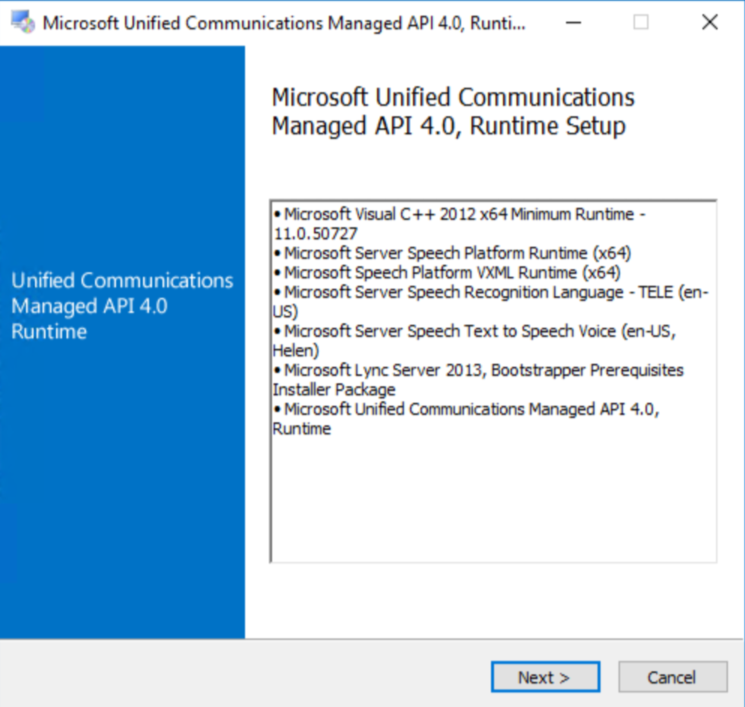 Microsoft Unified Communications Managed API 4.0, Runti...
Microsoft Unified Communications
Managed API 4.0, Runtime Setup
Unified Communications
Managed API 4.0
Runtime
• Microsoft Visual C++ 2012 x64 Minimum Runtime -
11.0.50727
• Microsoft Server Speech Platform Runtime (x64)
• Microsoft Speech Platform VXML Runtime (x64)
• Microsoft Server Speech Recognition Language - TELE (en-
US)
• Microsoft Server Speech Text to Speech Voice (en-US,
Helen)
• Microsoft Lync Server 2013, Bootstrapper Prerequisites
Installer Package
• Microsoft Unified Communications Managed API 4.0,
Runtime
Next >
Cancel